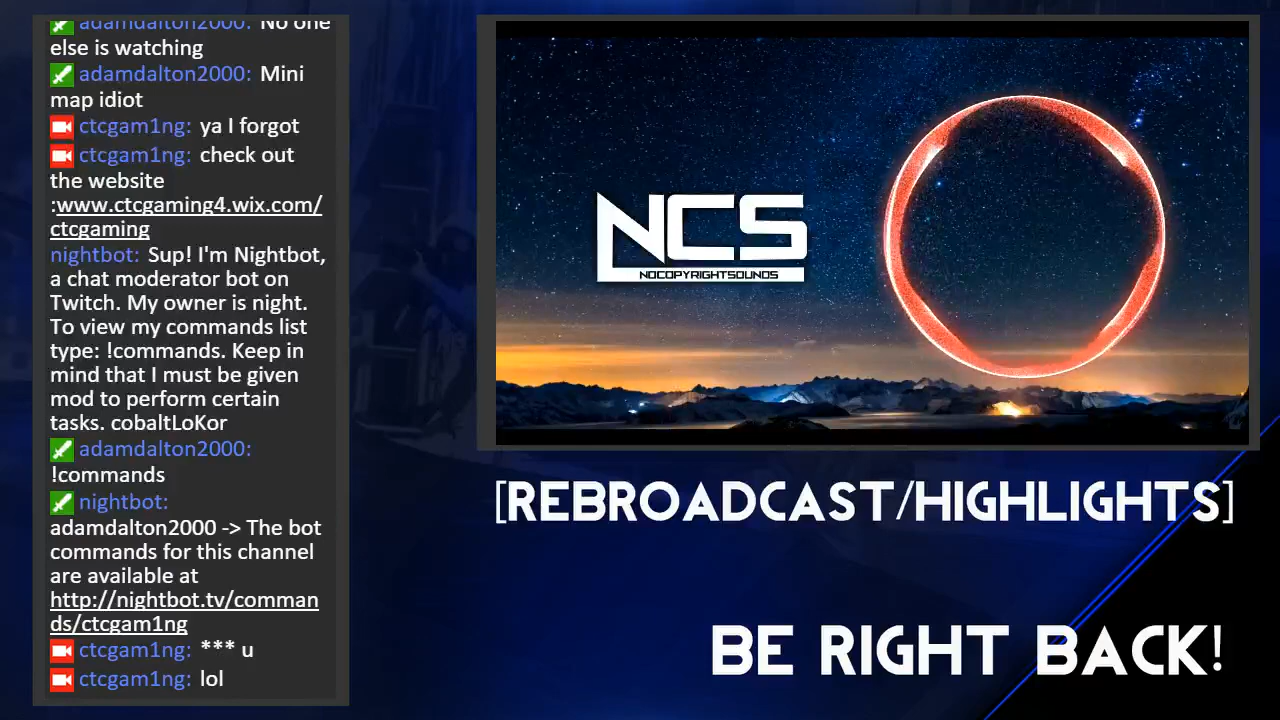 adamdalton2000: No one
else is watching
adamdalton2000: Mini
map idiot
ctcgam1ng: ya I forgot
ctcgam1ng: check out
the website
:www.ctcgaming4.wix.com/
ctcgaming
nightbot: Sup! I'm Nightbot,
a chat moderator bot on
Twitch. My owner is night.
To view my commands list
type: !commands. Keep in
mind that I must be given
mod to perform certain
tasks. cobaltLoKor
adamdalton2000:
!commands
nightbot:
adamdalton2000 -> The bot
commands for this channel
are available at
http://nightbot.tv/comman
ds/ctcgam1ng
ctcgam1ng: *** u
ctcgam1ng: lol
NCS
NOCOPYRIGHTSOUNDS
[REBROADCAST/HIGHLIGHTS]
BE RIGHT BACK!